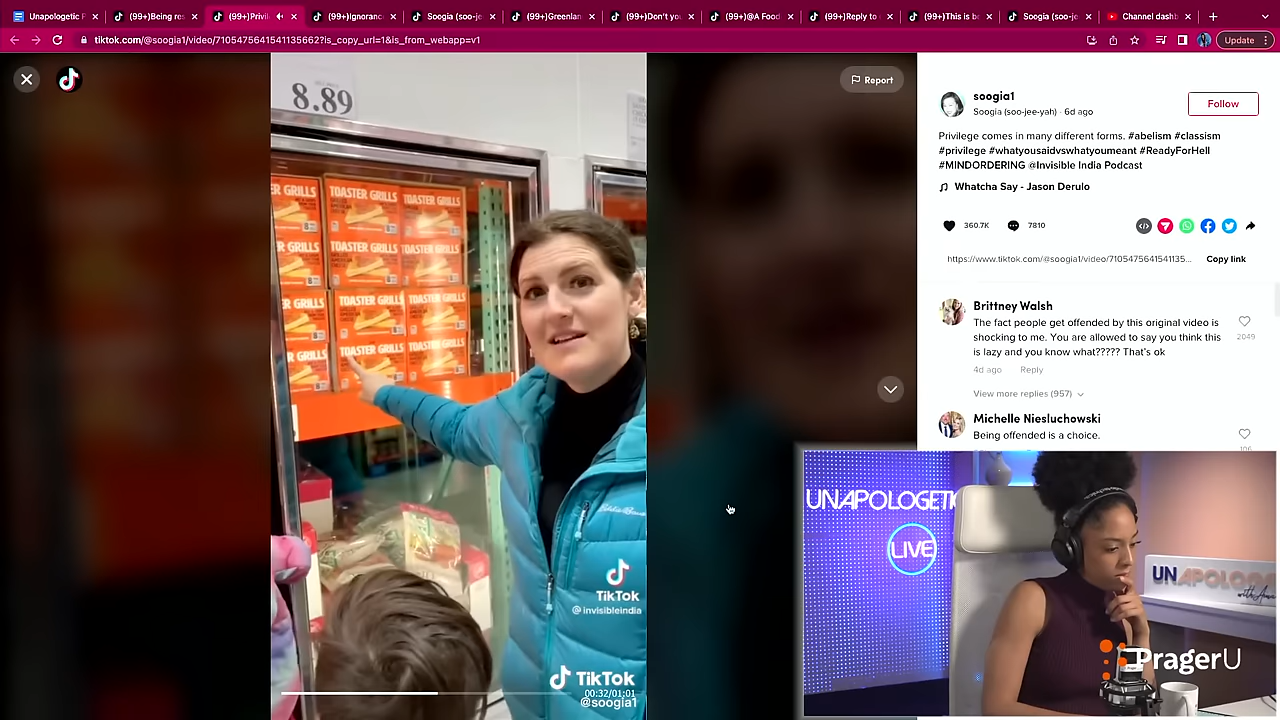 Unapologetic P
(99+)Being res
(99+)Privil
(99+)Ignoranc
Soogia (soo-je
(99+)Greenlan
(99+)Don't you
(99+)@A Food
(99+)Reply to
(99+)This is b
Soogia (soo-je
Channel dashb
tiktok.com/@soogia1/video/7105475641541135662?is_copy_url=1&is_from_webapp=v1
Update
8.89
Report
R GRILLS
TOASTER GRILLS
TOASTER GRILLS
TOASTER GRILLS
TOASTER GRILLS
TOASTER GRILLS
Eddie Bauer
TikTok
@invisibleindia
TikTok
00:32/01:01
@soogia1
soogia1
Soogia (soo-jee-yah) · 6d ago
Follow
Privilege comes in many different forms. #abelism #classism
#privilege #whatyousaidvswhatyoumeant #ReadyForHell
#MINDORDERING @Invisible India Podcast
Whatcha Say - Jason Derulo
360.7K
7810
https://www.tiktok.com/@soogia1/video/7105475641541135...
Copy link
Brittney Walsh
The fact people get offended by this original video is
shocking to me. You are allowed to say you think this
is lazy and you know what????? That's ok
2049
4d ago Reply
View more replies (957)
Michelle Niesluchowski
Being offended is a choice.
UNAPOLOGETI
LIVE
UNAPOLOG
PragerU